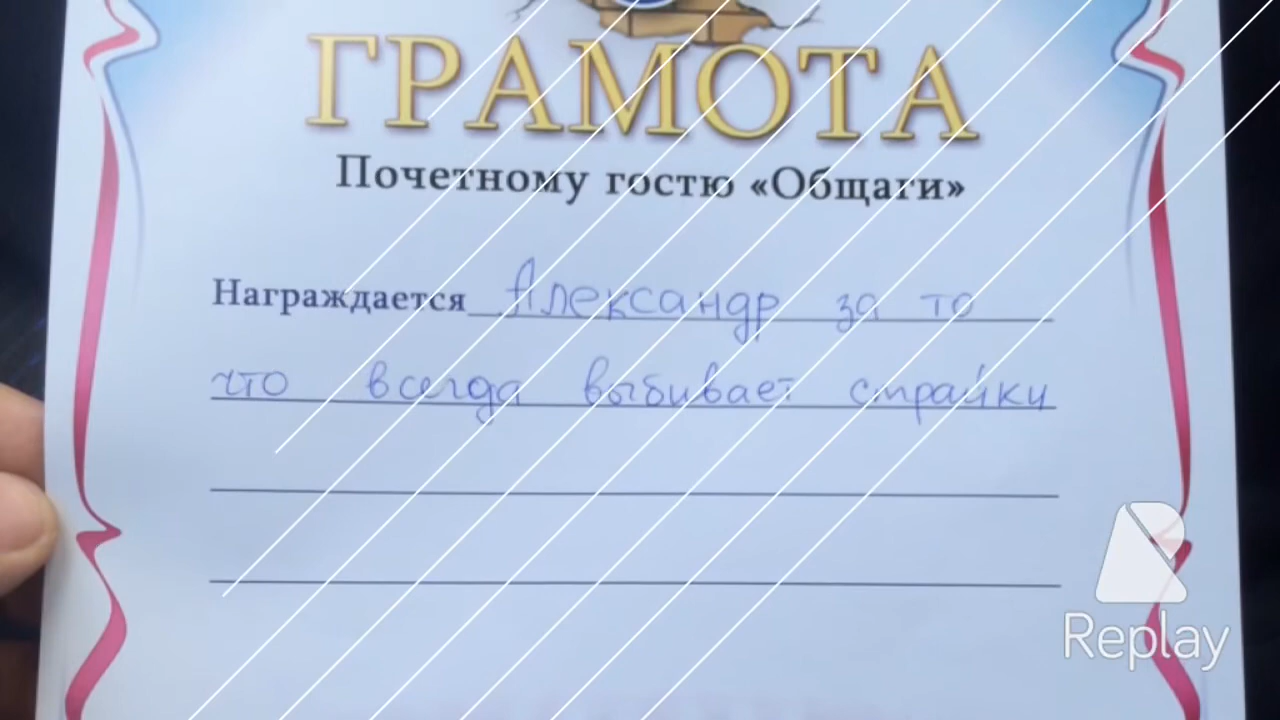 ГРАМОТА
Почетному гостю «Общаги»
Награждается Александр за то
что всегда выбивает страйки
Replay